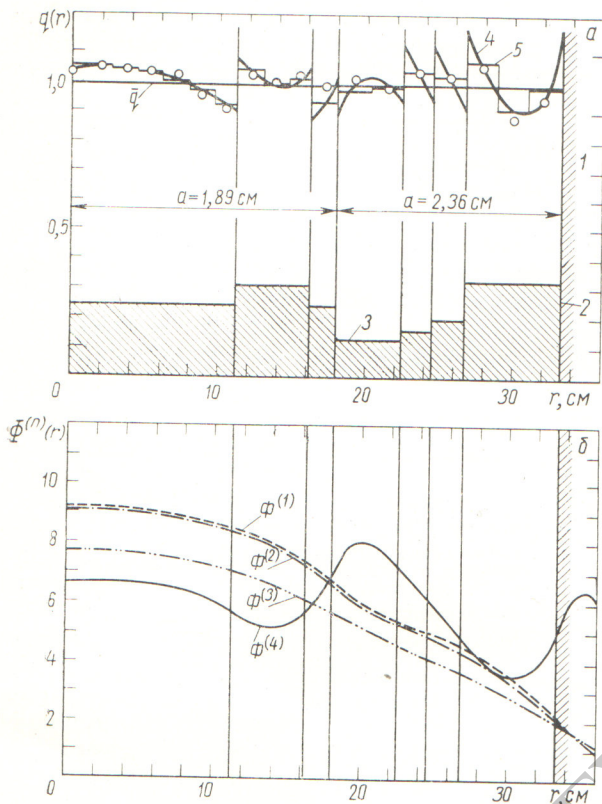 q(r)
a
4
5
1,0
q̄
1
a=1,89 см
a=2,36 см
0,5
3
2
0
10
20
30
r, см
Φ⁽ⁿ⁾(r)
б
10
ф⁽¹⁾
8
ф⁽²⁾
6
ф⁽³⁾
ф⁽⁴⁾
4
2
0
10
20
30
r, см